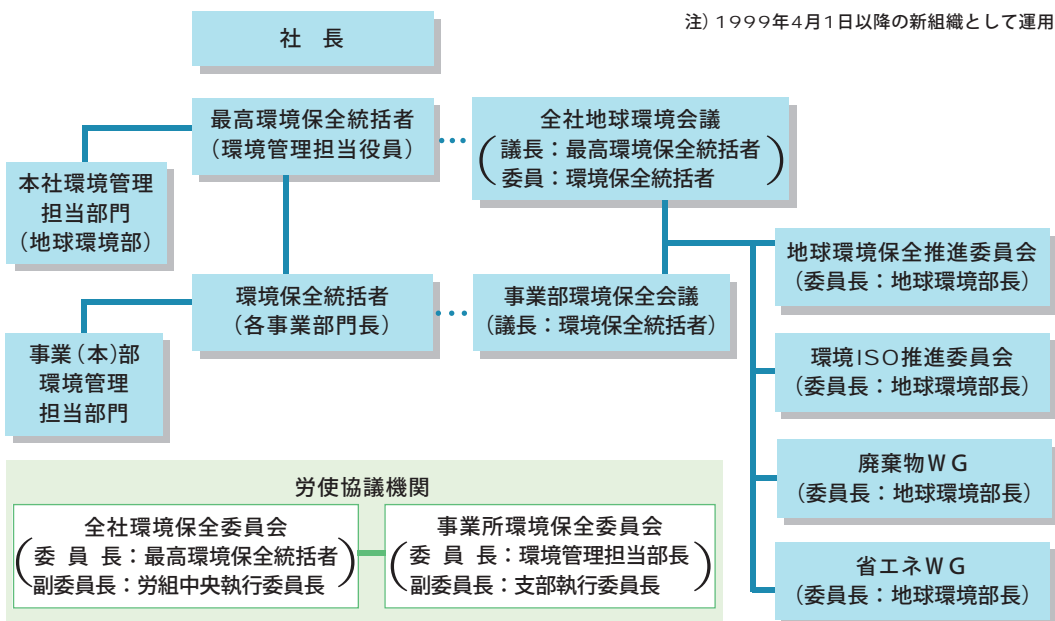 注）1999年4月1日以降の新組織として運用
社　長
最高環境保全統括者
（環境管理担当役員）
全社地球環境会議
議長：最高環境保全統括者
委員：環境保全統括者
本社環境管理
担当部門
（地球環境部）
地球環境保全推進委員会
（委員長：地球環境部長）
環境保全統括者
（各事業部門長）
事業部環境保全会議
（議長：環境保全統括者）
事業（本）部
環境管理
担当部門
環境ISO推進委員会
（委員長：地球環境部長）
廃棄物WG
（委員長：地球環境部長）
省エネWG
（委員長：地球環境部長）
労使協議機関
全社環境保全委員会
委　員　長：最高環境保全統括者
副委員長：労組中央執行委員長
事業所環境保全委員会
委　員　長：環境管理担当部長
副委員長：支部執行委員長